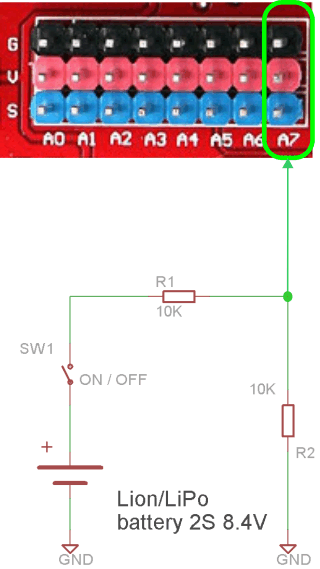 G
V
S
A0 A1 A2 A3 A4 A5 A6 A7
R1
10K
SW1
ON / OFF
10K
R2
+
Lion/LiPo
battery 2S 8.4V
GND
GND